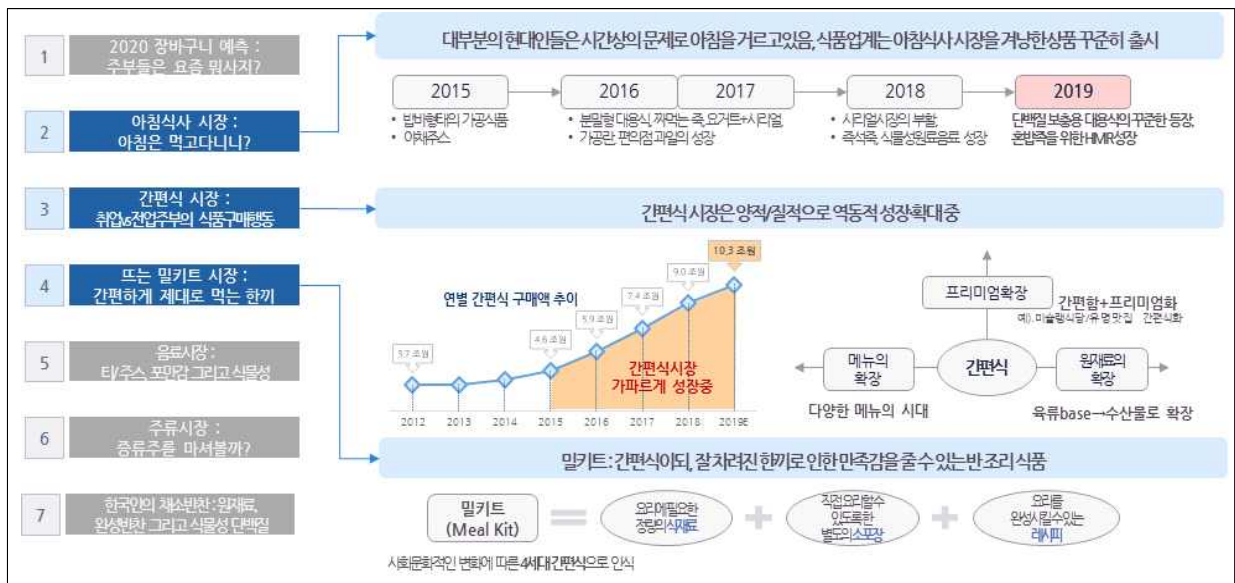 1
2020 장바구니 예측 :
주부들은 요즘 뭐사지?
2
아침식사 시장 :
아침은 먹고다니니?
3
간편식 시장 :
취업vs전업주부의 식품구매행동
4
뜨는 밀키트 시장 :
간편하게 제대로 먹는 한끼
5
음료시장 :
티/주스, 포만감 그리고 식물성
6
주류시장 :
증류주를 마셔볼까?
7
한국인의 채소반찬 : 원재료,
완성반찬 그리고 식물성 단백질
대부분의 현대인들은 시간상의 문제로 아침을 거르고있음, 식품업계는 아침식사 시장을 겨냥한상품 꾸준히 출시
2015
• 밥바형태의 가공식품
• 야채주스
2016 2017
• 분말형 대용식, 짜먹는 죽, 요거트+시리얼,
• 가공란, 편의점 과일의 성장
2018
• 시리얼시장의 부활,
• 즉석죽, 식물성원료음료 성장
2019
단백질 보충용 대용식의 꾸준한 등장,
혼밥족을 위한 HMR성장
간편식 시장은 양적/질적으로 역동적 성장확대 중
연별 간편식 구매액 추이
3.7 조원
4.6 조원
5.9 조원
7.4 조원
9.0 조원
10.3 조원
간편식시장
가파르게 성장중
2012 2013 2014 2015 2016 2017 2018 2019E
프리미엄확장
간편함+프리미엄화
예). 미슐랭식당/유명맛집 간편식화
메뉴의
확장
간편식
원재료의
확장
다양한 메뉴의 시대
육류base→수산물로 확장
밀키트 : 간편식이되, 잘 차려진 한끼로 인한 만족감을 줄 수 있는 반 조리 식품
밀키트
(Meal Kit)
=
요리에필요한
정량의식재료
+
직접요리할수
있도록한
별도의소포장
+
요리를
완성시킬수있는
레시피
사회문화적인 변화에 따른 4세대 간편식으로 인식